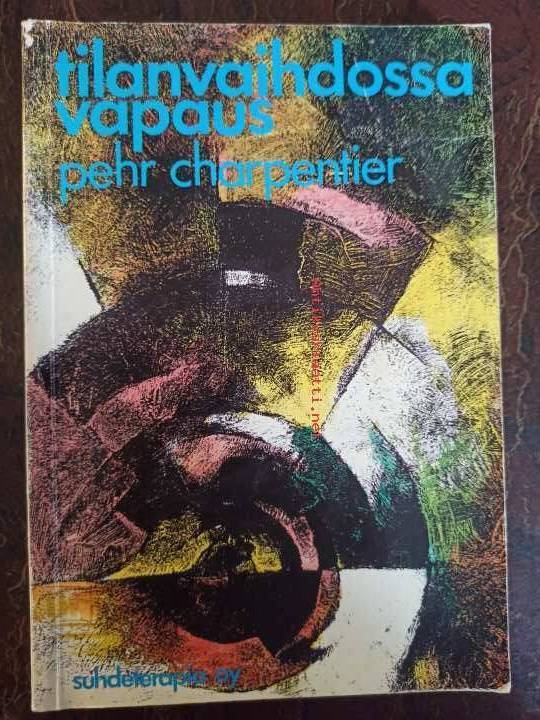 tilanvaihdossa
vapaus
pehr charpentier
suhdeterapia oy